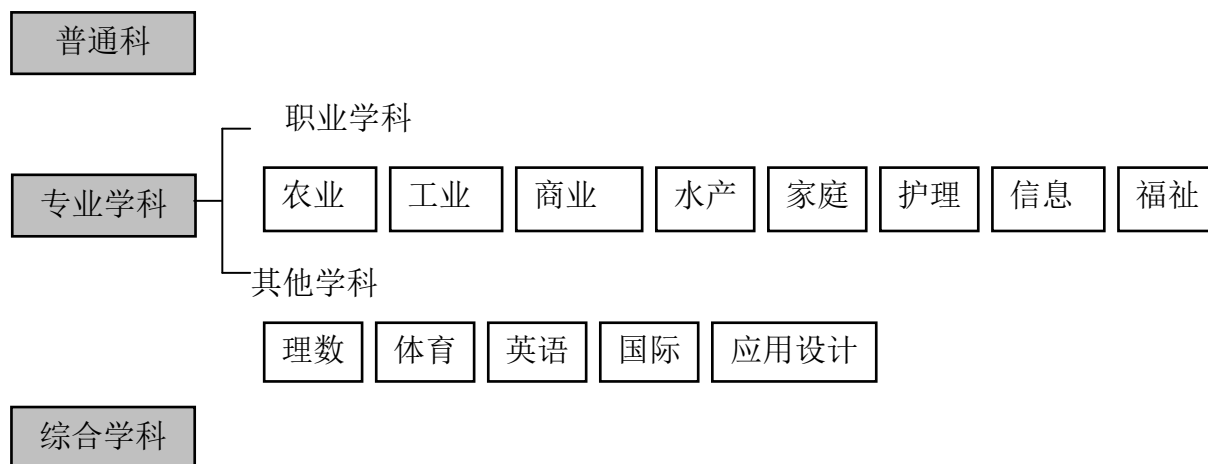 普通科
职业学科
专业学科
农业 工业 商业 水产 家庭 护理 信息 福祉
其他学科
理数 体育 英语 国际 应用设计
综合学科